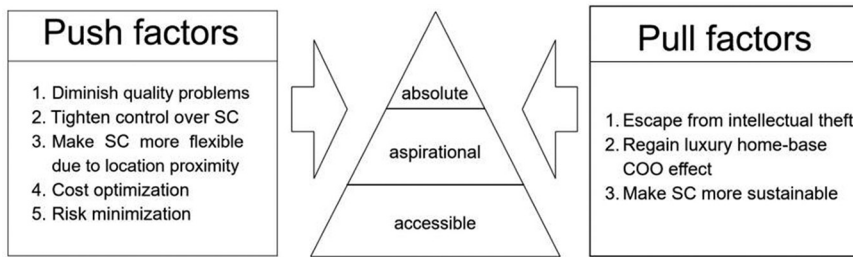 Push factors
1. Diminish quality problems
2. Tighten control over SC
3. Make SC more flexible
due to location proximity
4. Cost optimization
5. Risk minimization
absolute
aspirational
accessible
Pull factors
1. Escape from intellectual theft
2. Regain luxury home-base
COO effect
3. Make SC more sustainable